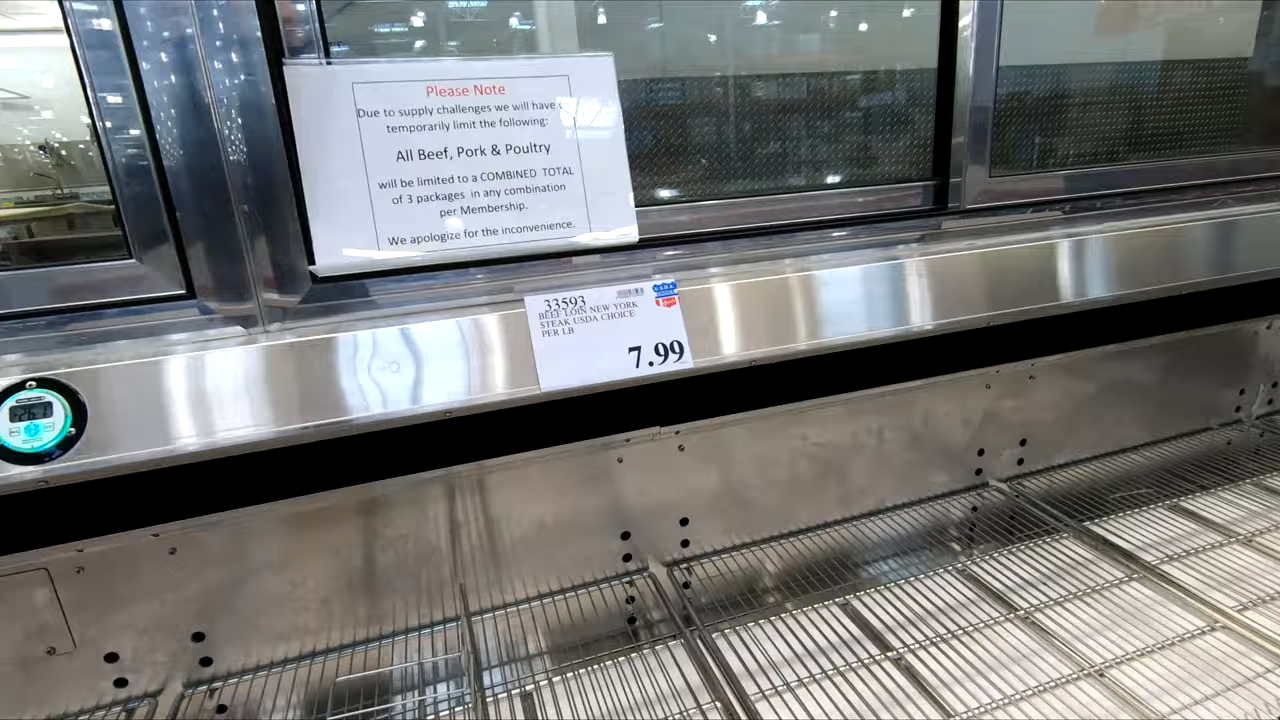 Please Note
Due to supply challenges we will have
temporarily limit the following:
All Beef, Pork & Poultry
will be limited to a COMBINED TOTAL
of 3 packages in any combination
per Membership.
We apologize for the inconvenience.
33593
BEEF LOIN NEW YORK
STEAK USDA CHOICE
PER LB
7.99
USDA